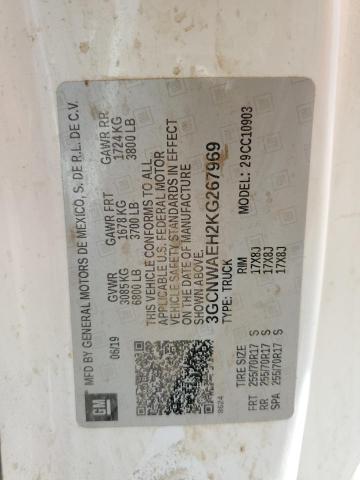 GM
MFD BY GENERAL MOTORS DE MEXICO, S. DE R.L. DE C.V.
06/19
GVWR GAWR FRT GAWR RR
3085 KG 1678 KG 1724 KG
6800 LB 3700 LB 3800 LB
THIS VEHICLE CONFORMS TO ALL
APPLICABLE U.S. FEDERAL MOTOR
VEHICLE SAFETY STANDARDS IN EFFECT
ON THE DATE OF MANUFACTURE
SHOWN ABOVE.
3GCNWAEH2KG267969
TYPE: TRUCK MODEL: 29CC10903
8624
TIRE SIZE RIM
FRT 255/70R17 S 17X8J
RR 255/70R17 S 17X8J
SPA 255/70R17 S 17X8J